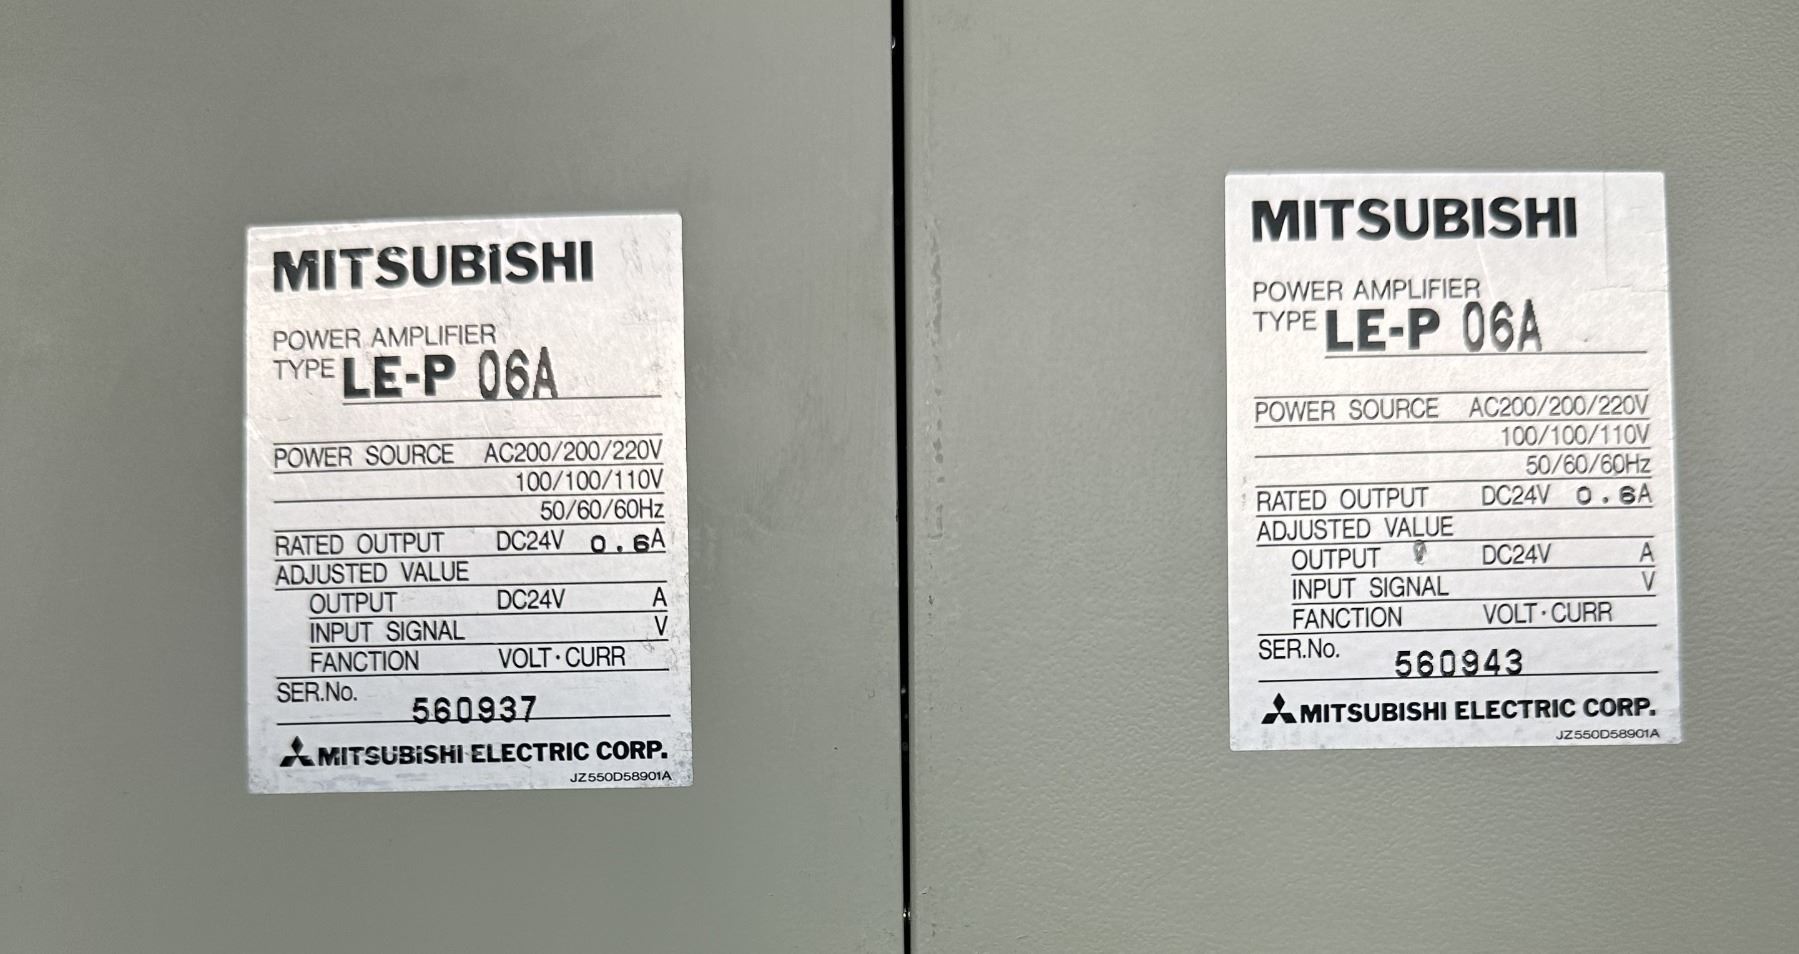 MITSUBISHI
POWER AMPLIFIER
TYPE LE-P 06A
POWER SOURCE AC200/200/220V
100/100/110V
50/60/60Hz
RATED OUTPUT DC24V 0.6A
ADJUSTED VALUE
OUTPUT DC24V A
INPUT SIGNAL V
FANCTION VOLT·CURR
SER.No. 560937
MITSUBISHI ELECTRIC CORP.
JZ550D58901A
MITSUBISHI
POWER AMPLIFIER
TYPE LE-P 06A
POWER SOURCE AC200/200/220V
100/100/110V
50/60/60Hz
RATED OUTPUT DC24V 0.6A
ADJUSTED VALUE
OUTPUT DC24V A
INPUT SIGNAL V
FANCTION VOLT·CURR
SER.No. 560943
MITSUBISHI ELECTRIC CORP.
JZ550D58901A